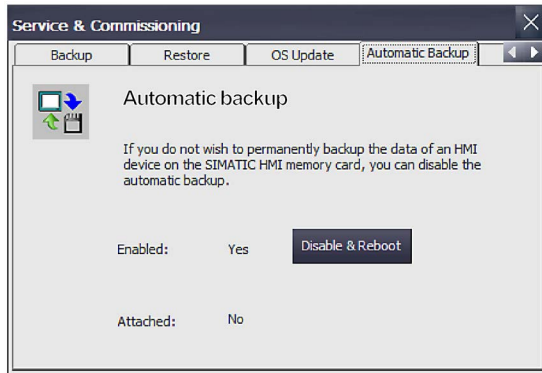 Service & Commissioning
Backup Restore OS Update Automatic Backup
Automatic backup
If you do not wish to permanently backup the data of an HMI
device on the SIMATIC HMI memory card, you can disable the
automatic backup.
Enabled: Yes Disable & Reboot
Attached: No